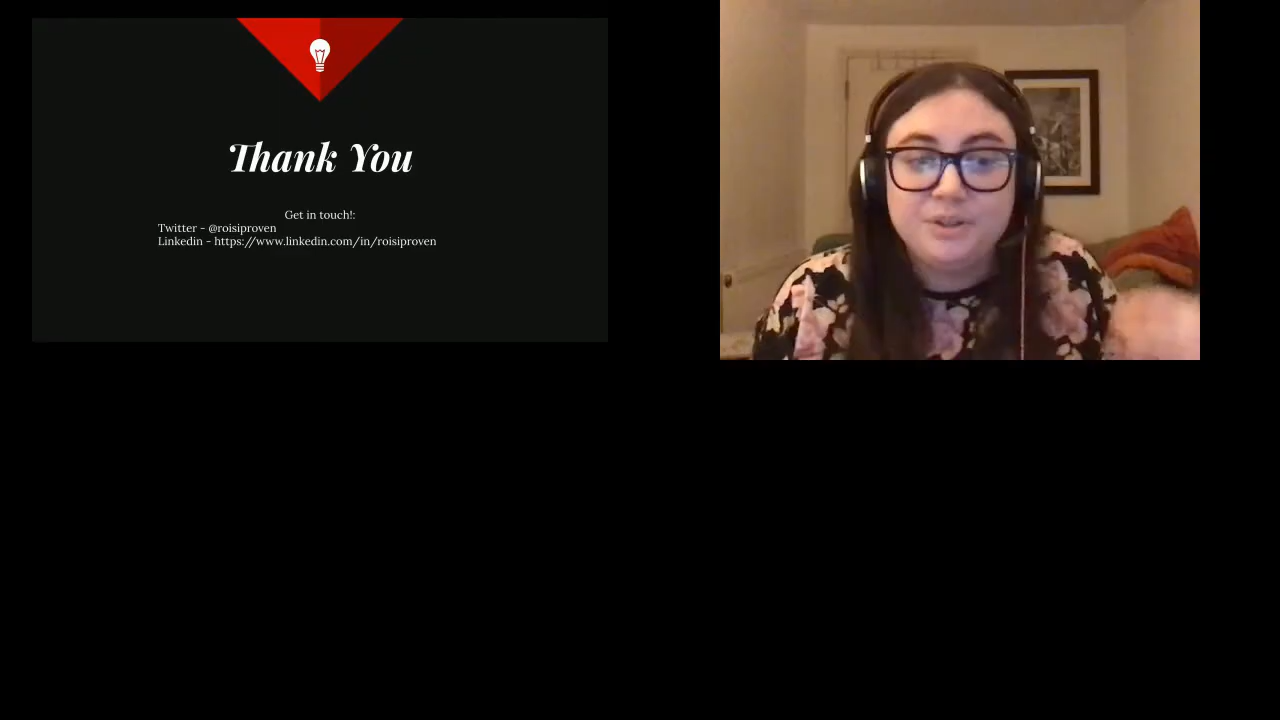 Thank You
Get in touch!:
Twitter - @roisiproven
Linkedin - https://www.linkedin.com/in/roisiproven